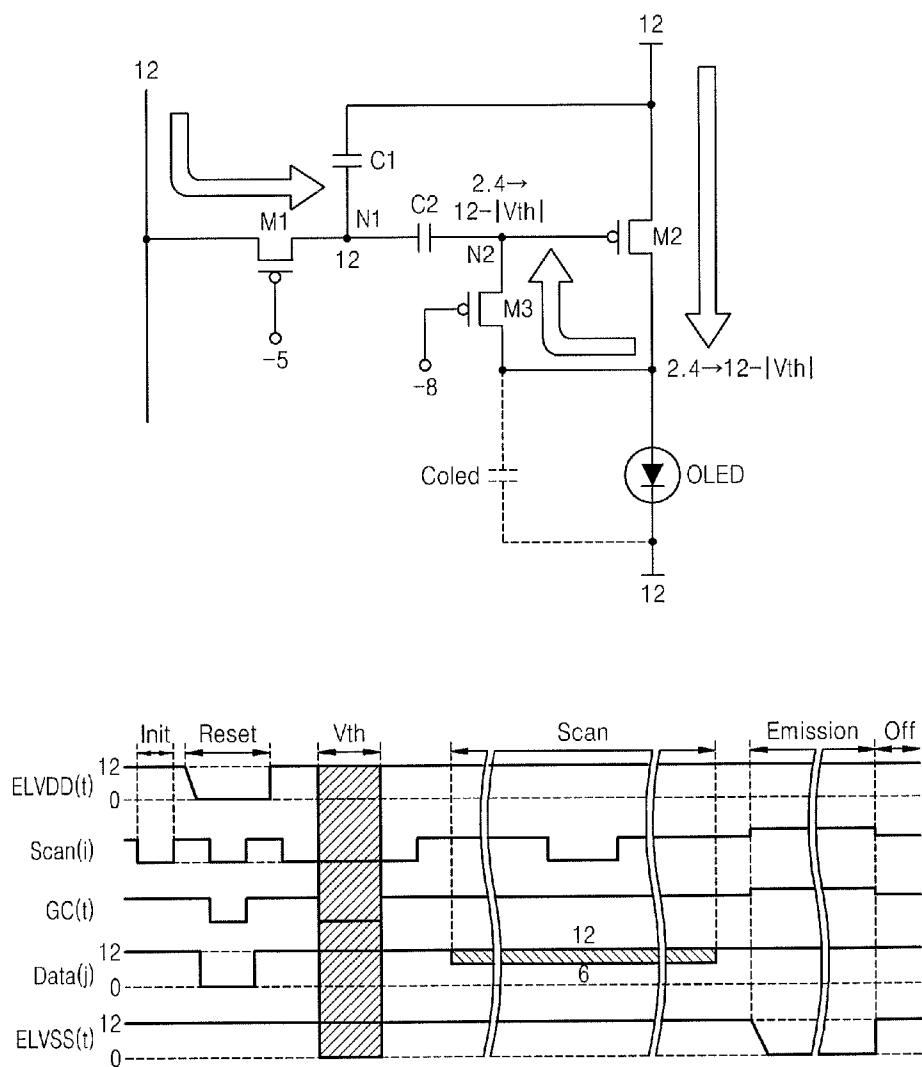 12
12
C1
M1
N1
12
C2
2.4→
12-|Vth|
N2
M2
M3
-5
-8
2.4→12-|Vth|
Coled
OLED
12
Init Reset Vth Scan Emission Off
ELVDD(t) 12
0
Scan(i)
GC(t)
Data(j) 12
0
12
6
ELVSS(t) 12
0